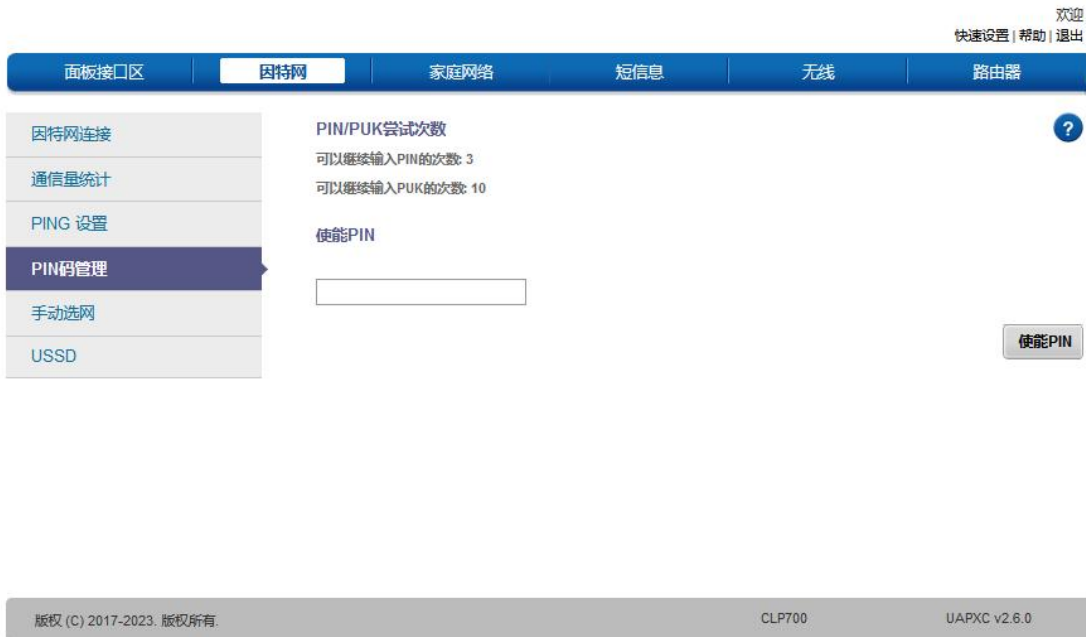 欢迎
快速设置 | 帮助 | 退出
面板接口区 因特网 家庭网络 短信息 无线 路由器
因特网连接
通信量统计
PING 设置
PIN码管理
手动选网
USSD
PIN/PUK尝试次数
?
可以继续输入PIN的次数: 3
可以继续输入PUK的次数: 10
使能PIN
使能PIN
版权 (C) 2017-2023. 版权所有. CLP700 UAPXC v2.6.0